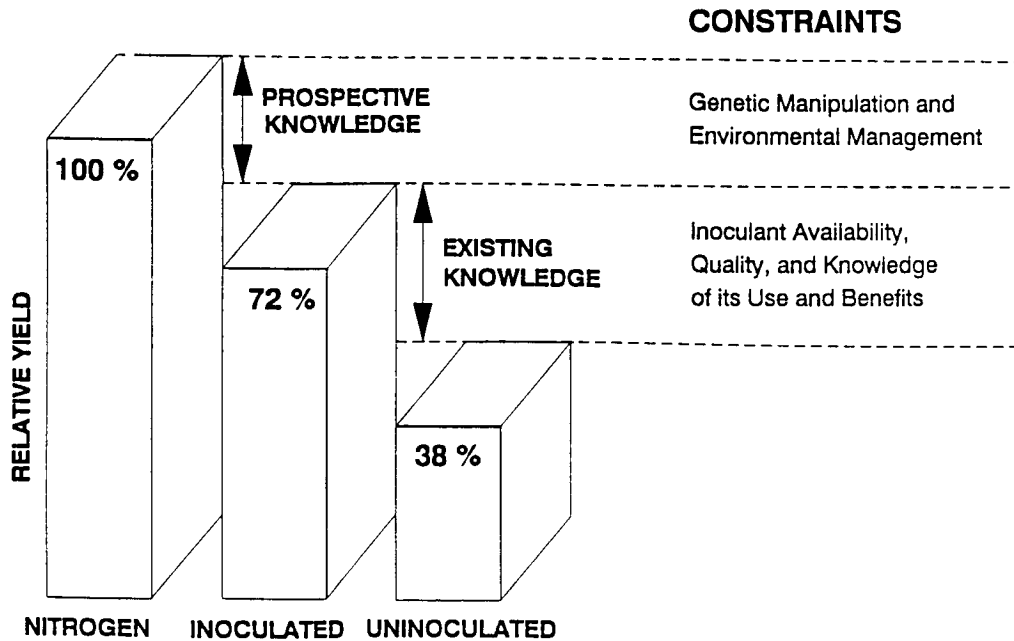 CONSTRAINTS
PROSPECTIVE
KNOWLEDGE
Genetic Manipulation and
Environmental Management
100 %
EXISTING
KNOWLEDGE
Inoculant Availability,
Quality, and Knowledge
of its Use and Benefits
72 %
38 %
RELATIVE YIELD
NITROGEN INOCULATED UNINOCULATED